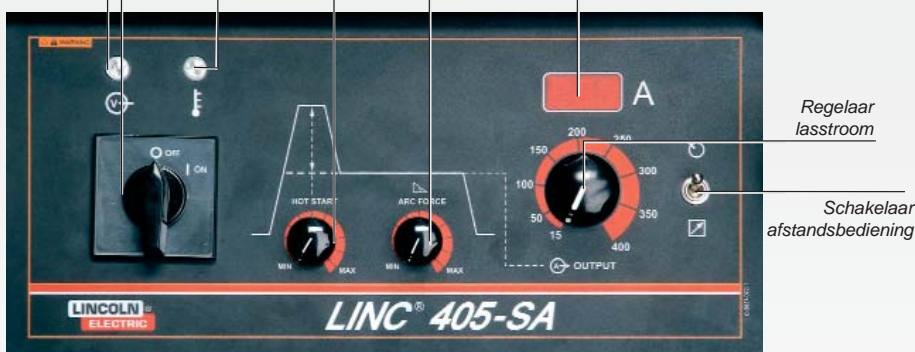 WARNING
A
Regelaar
lasstroom
Schakelaar
afstandsbediening
V
OFF
ON
HOT START
ARC FORCE
MIN
MAX
MIN
MAX
15
50
100
150
200
250
300
350
400
A OUTPUT
LINCOLN ®
ELECTRIC
LINC® 405-SA